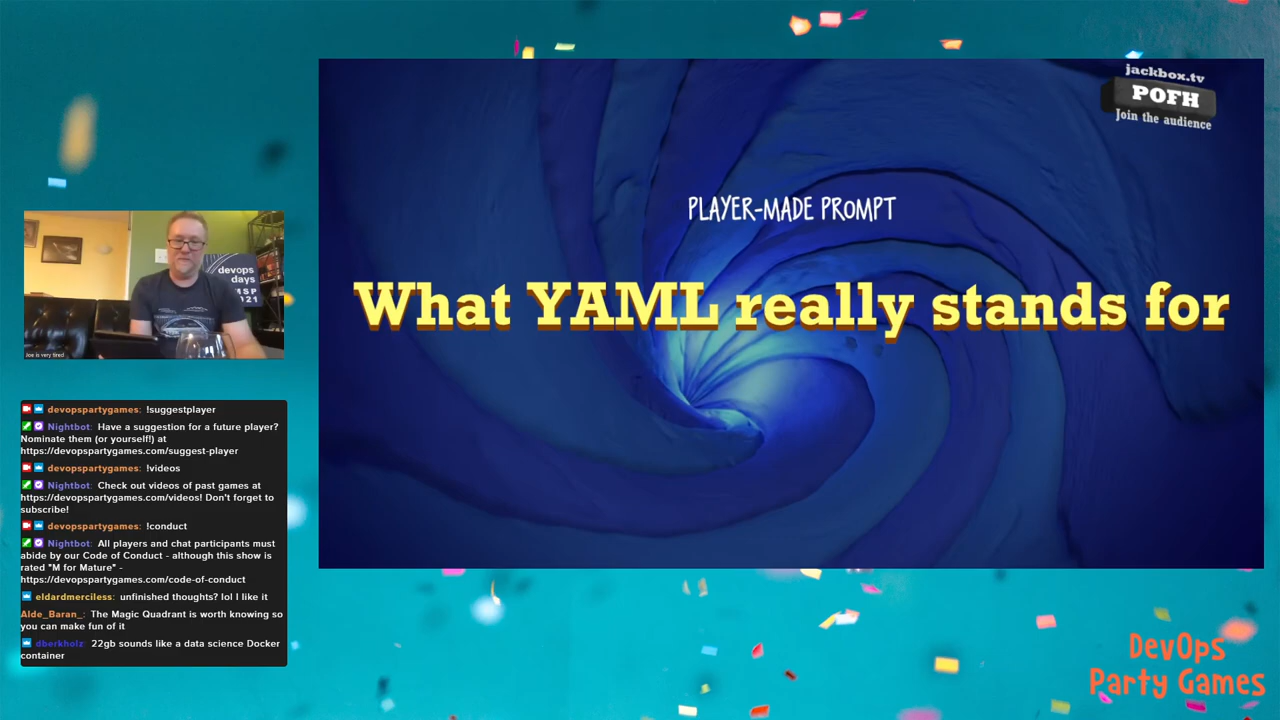 jackbox.tv
POFH
Join the audience
PLAYER-MADE PROMPT
What YAML really stands for
devops
days
Joe is very tired
devopspartygames: !suggestplayer
Nightbot: Have a suggestion for a future player?
Nominate them (or yourself!) at
https://devopspartygames.com/suggest-player
devopspartygames: !videos
Nightbot: Check out videos of past games at
https://devopspartygames.com/videos! Don't forget to
subscribe!
devopspartygames: !conduct
Nightbot: All players and chat participants must
abide by our Code of Conduct - although this show is
rated "M for Mature" -
https://devopspartygames.com/code-of-conduct
eldardmerciless: unfinished thoughts? lol I like it
Alde_Baran_: The Magic Quadrant is worth knowing so
you can make fun of it
dberkholz: 22gb sounds like a data science Docker
container
DevOps
Party Games